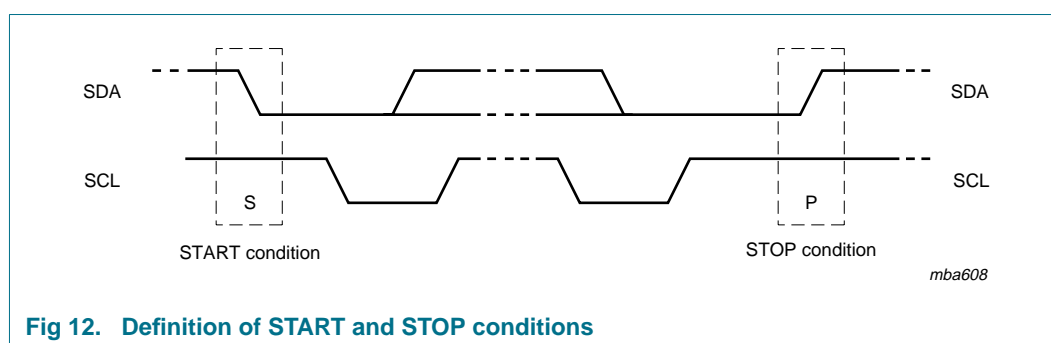 SDA SDA
SCL SCL
S P
START condition STOP condition
mba608
Fig 12. Definition of START and STOP conditions